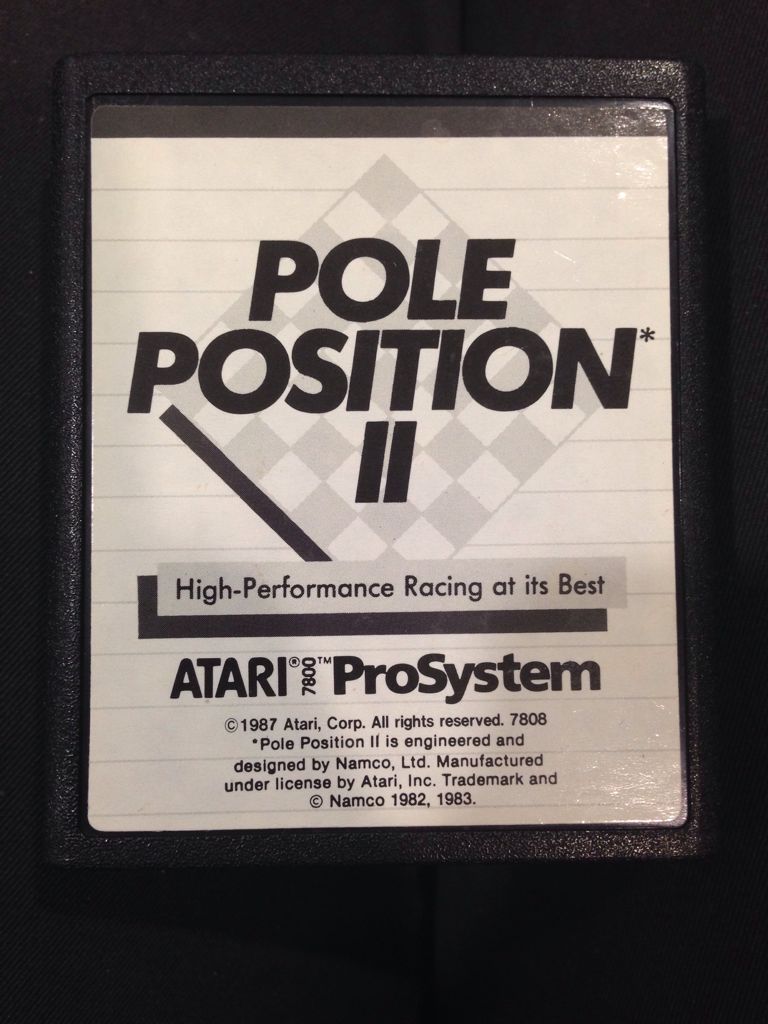 POLE
POSITION*
II
High-Performance Racing at its Best
ATARI® 7800™ ProSystem
©1987 Atari, Corp. All rights reserved. 7808
*Pole Position II is engineered and
designed by Namco, Ltd. Manufactured
under license by Atari, Inc. Trademark and
© Namco 1982, 1983.